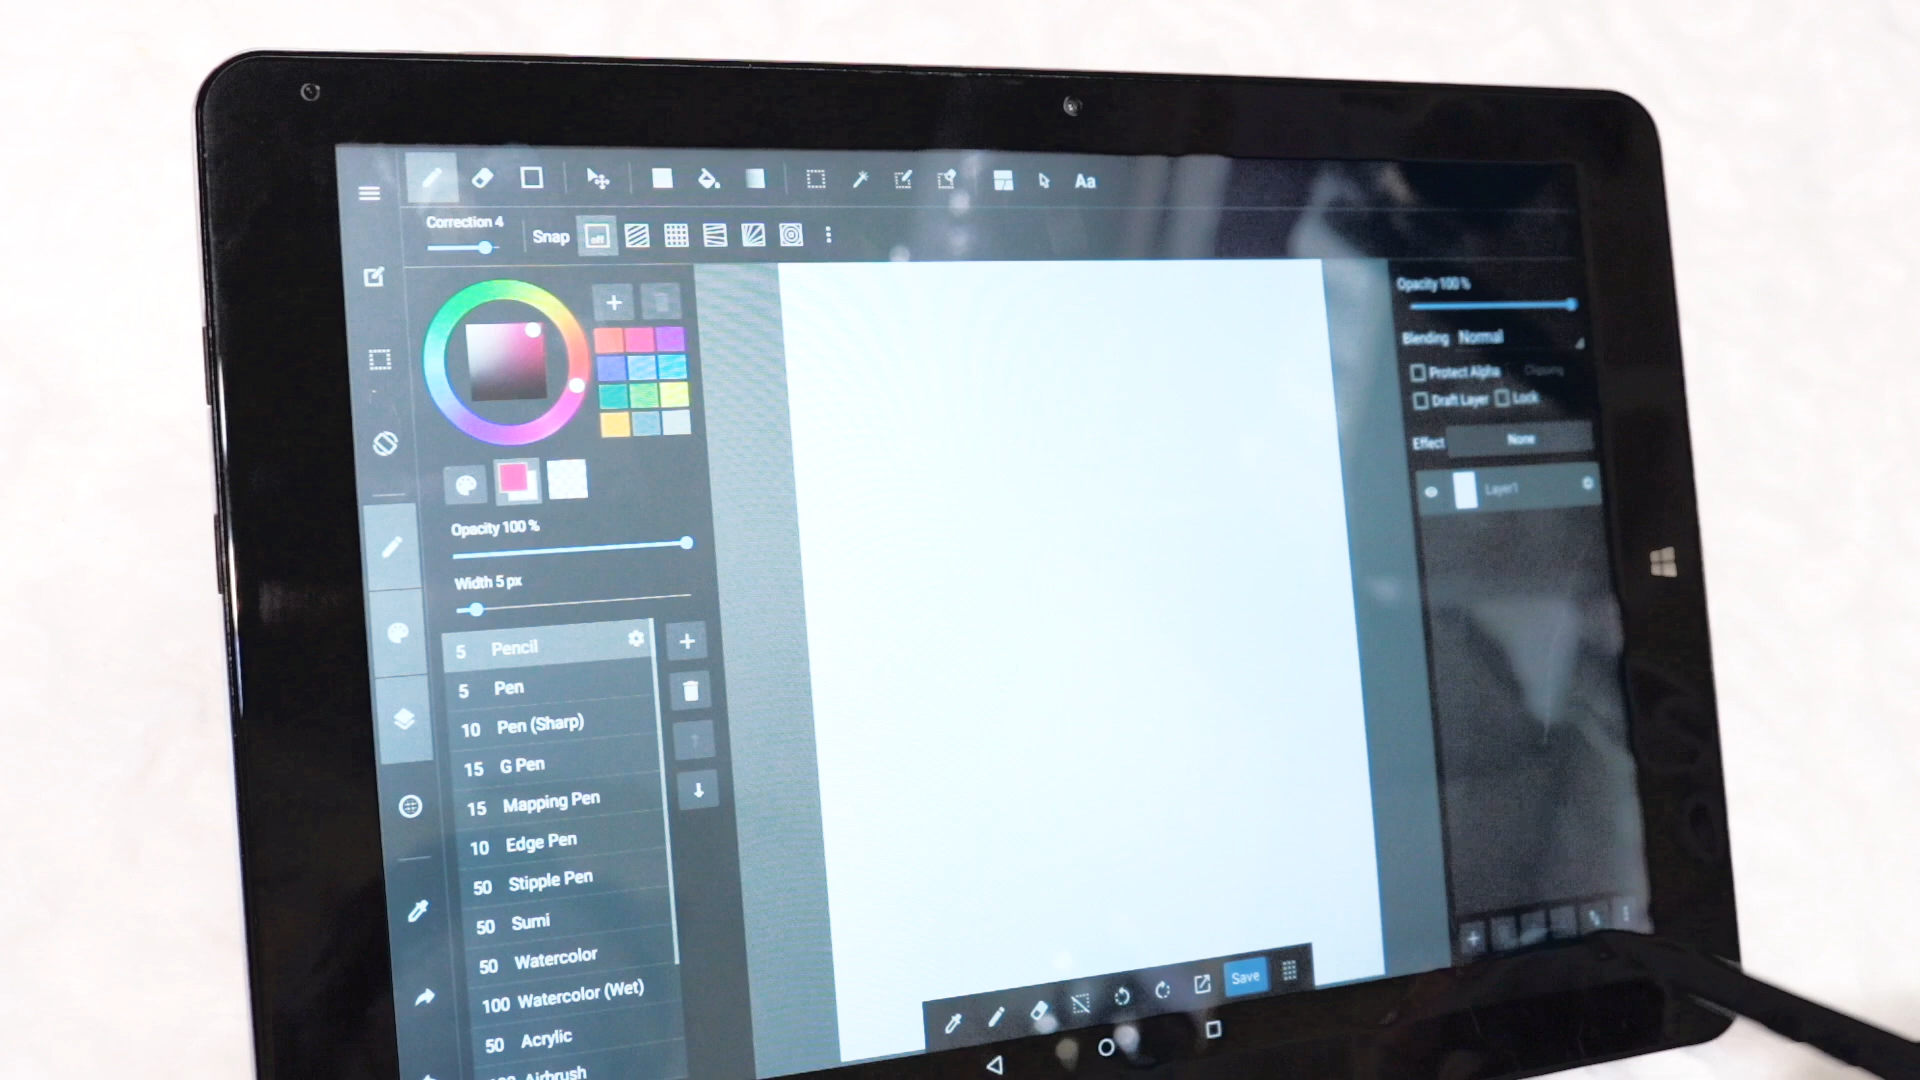 Aa
Correction 4
Snap
off
Opacity 100 %
Width 5 px
5 Pencil
5 Pen
10 Pen (Sharp)
15 G Pen
15 Mapping Pen
10 Edge Pen
50 Stipple Pen
50 Sumi
50 Watercolor
100 Watercolor (Wet)
50 Acrylic
Airbrush
Save
Opacity 100 %
Blending Normal
Protect Alpha Clipping
Draft Layer Lock
Effect None
Layer1